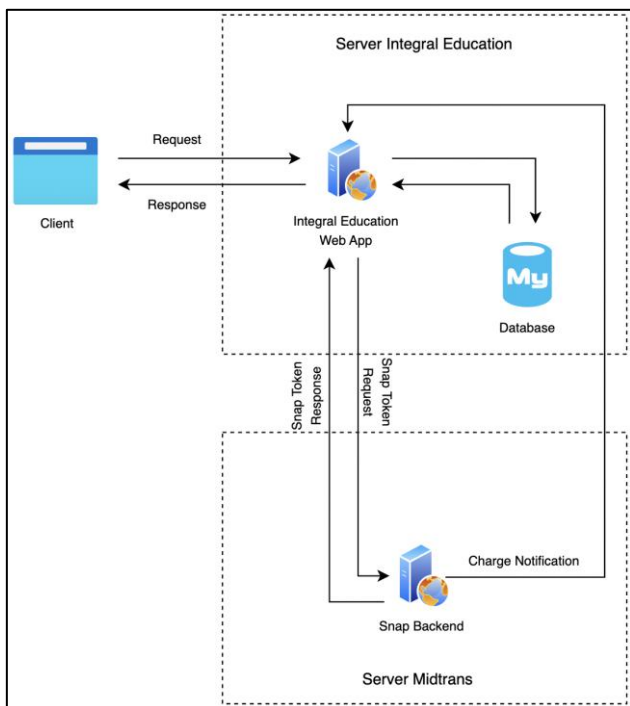 Server Integral Education
Request
Response
Client
Integral Education
Web App
My
Database
Snap Token
Response
Snap Token
Request
Charge Notification
Snap Backend
Server Midtrans